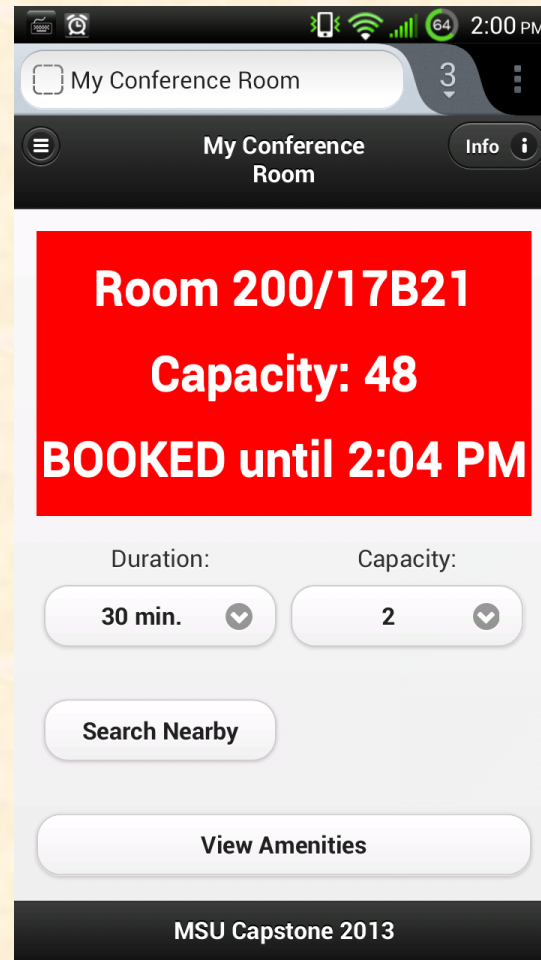 64 2:00 PM
My Conference Room 3
My Conference Info i
Room
Room 200/17B21
Capacity: 48
BOOKED until 2:04 PM
Duration: Capacity:
30 min. 2
Search Nearby
View Amenities
MSU Capstone 2013